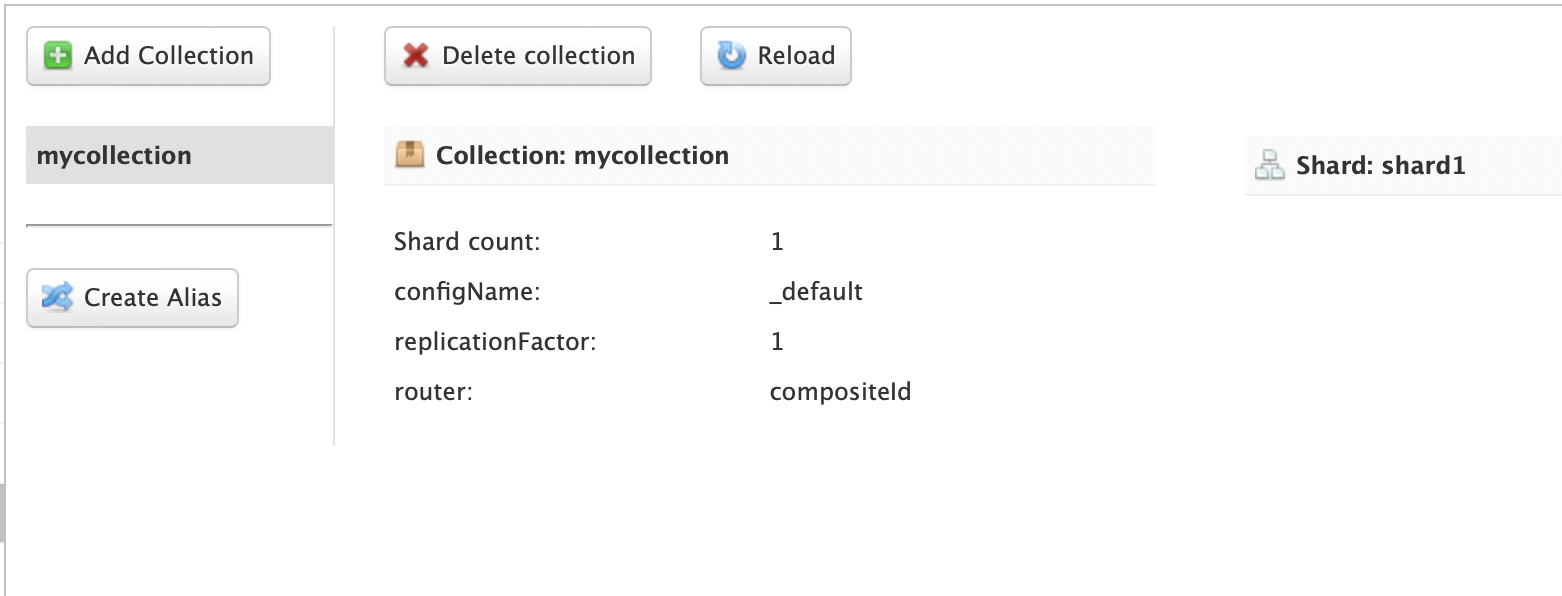 Add Collection
Delete collection
Reload
mycollection
Collection: mycollection
Shard: shard1
Shard count: 1
configName: _default
Create Alias
replicationFactor: 1
router: compositeId